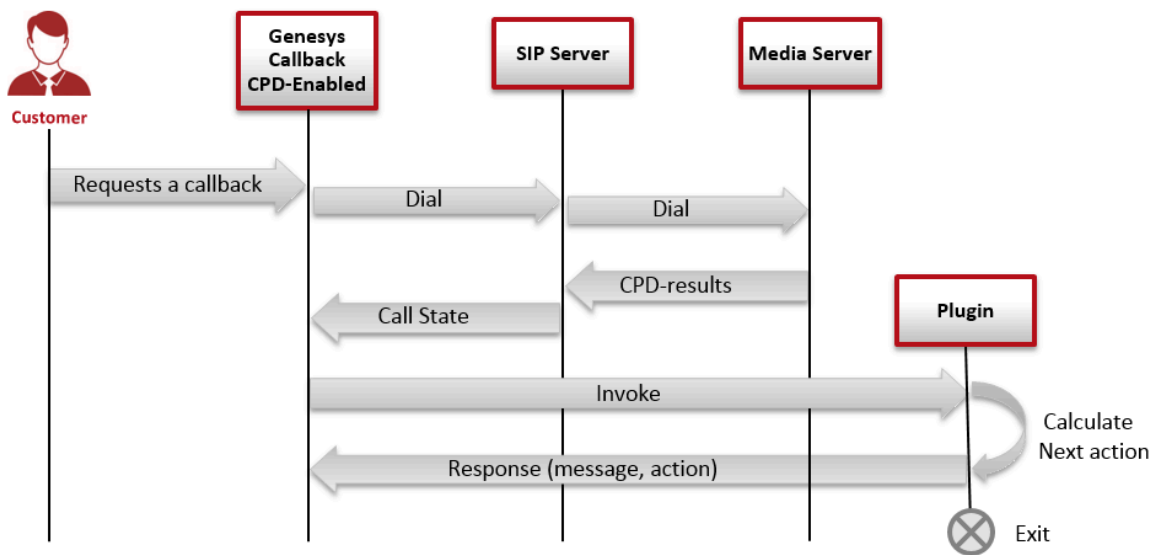 Genesys
Callback
CPD-Enabled
SIP Server
Media Server
Customer
Requests a callback
Dial
Dial
CPD-results
Call State
Plugin
Invoke
Calculate
Next action
Response (message, action)
Exit